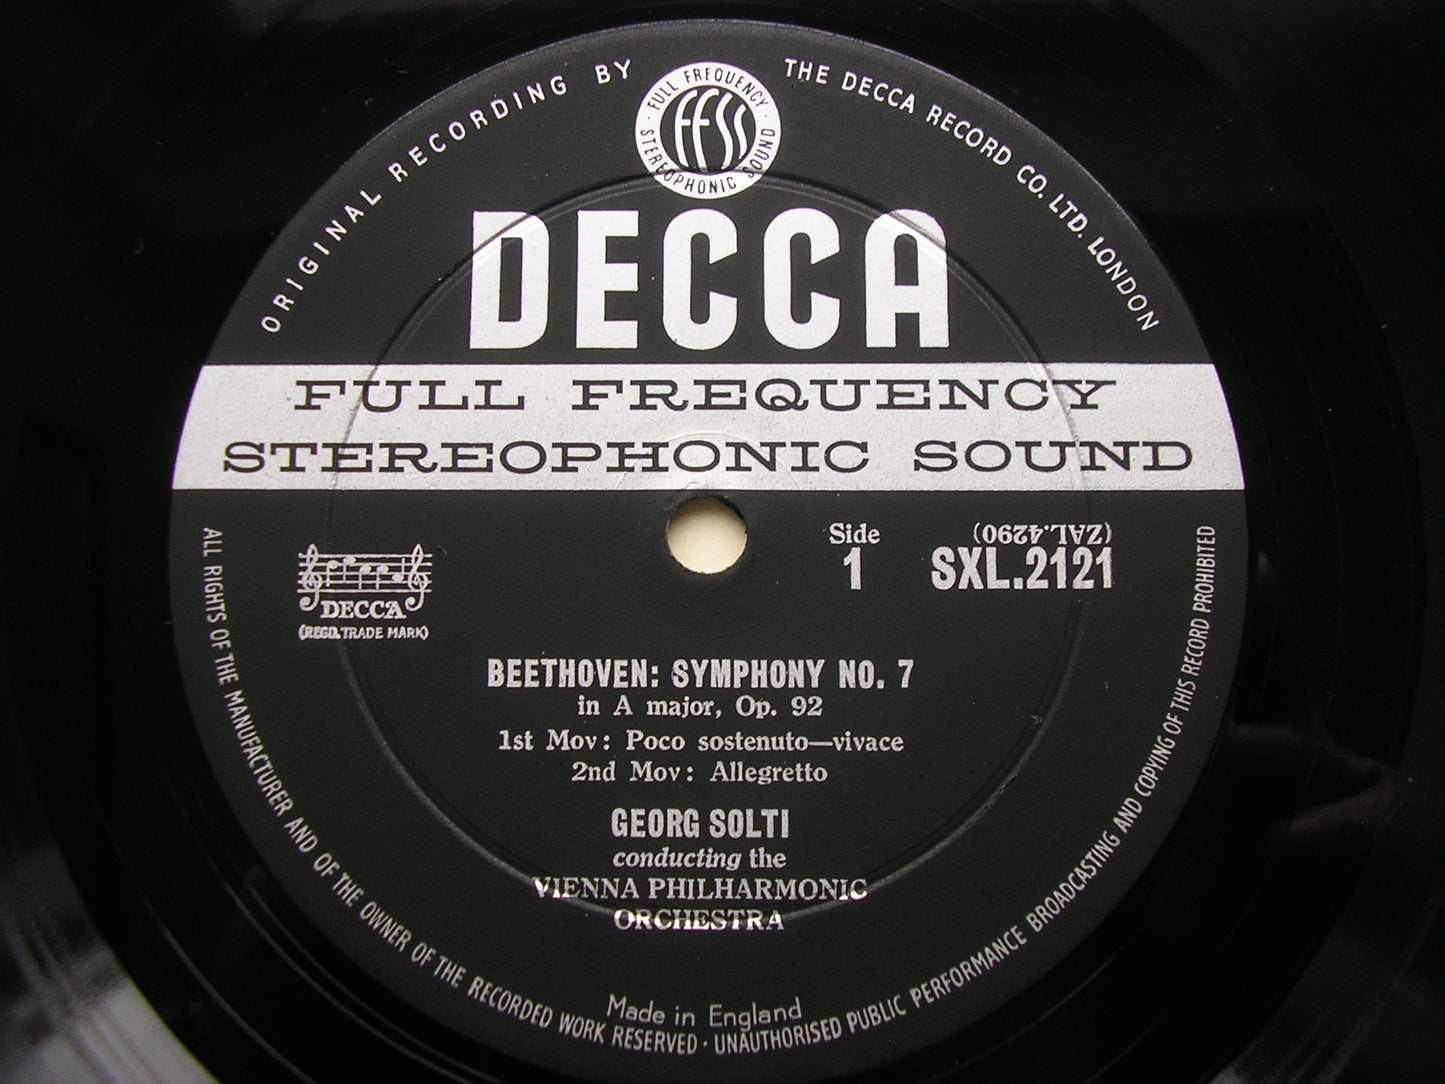 ORIGINAL RECORDING BY
THE DECCA RECORD CO. LTD. LONDON
· FULL FREQUENCY ·
STEREOPHONIC SOUND
FFSS
DECCA
FULL FREQUENCY
STEREOPHONIC SOUND
Side
1
(ZAL.4290)
SXL.2121
DECCA
(REGD. TRADE MARK)
BEETHOVEN: SYMPHONY NO. 7
in A major, Op. 92
1st Mov: Poco sostenuto—vivace
2nd Mov: Allegretto
GEORG SOLTI
conducting the
VIENNA PHILHARMONIC
ORCHESTRA
Made in England
ALL RIGHTS OF THE MANUFACTURER AND OF THE OWNER OF THE RECORDED WORK RESERVED · UNAUTHORISED PUBLIC PERFORMANCE BROADCASTING AND COPYING OF THIS RECORD PROHIBITED